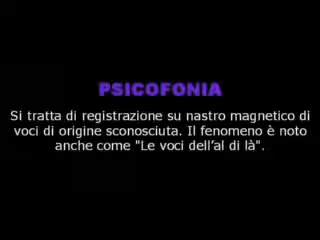 PSICOFONIA
Si tratta di registrazione su nastro magnetico di
voci di origine sconosciuta. Il fenomeno è noto
anche come "Le voci dell'al di là".